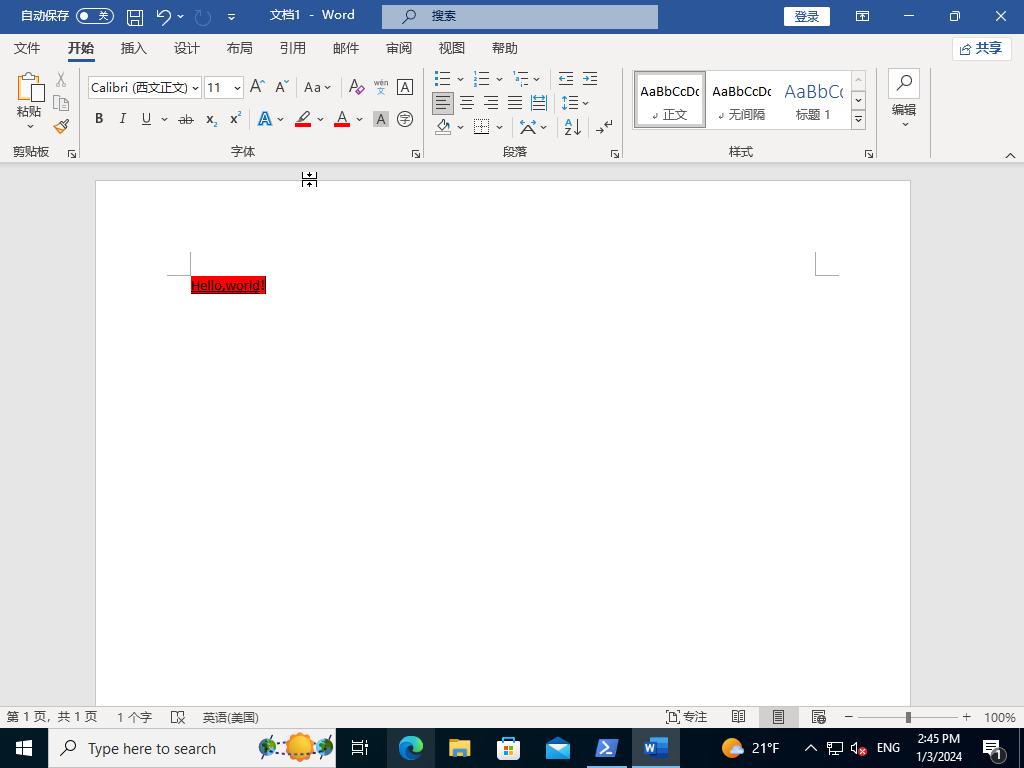 自动保存 关 文档1 - Word 搜索 登录
文件 开始 插入 设计 布局 引用 邮件 审阅 视图 帮助 共享
粘贴 Calibri (西文正文) 11 A A Aa A wén 文 A AaBbCcDc AaBbCcDc AaBbCc 编辑
正文 无间隔 标题 1
B I U ab x2 x2 A A A 字 A Z
剪贴板 字体 段落 样式
Hello,world!
第 1 页，共 1 页 1 个字 英语(美国) 专注 100%
Type here to search 21°F ENG 2:45 PM
1/3/2024 1